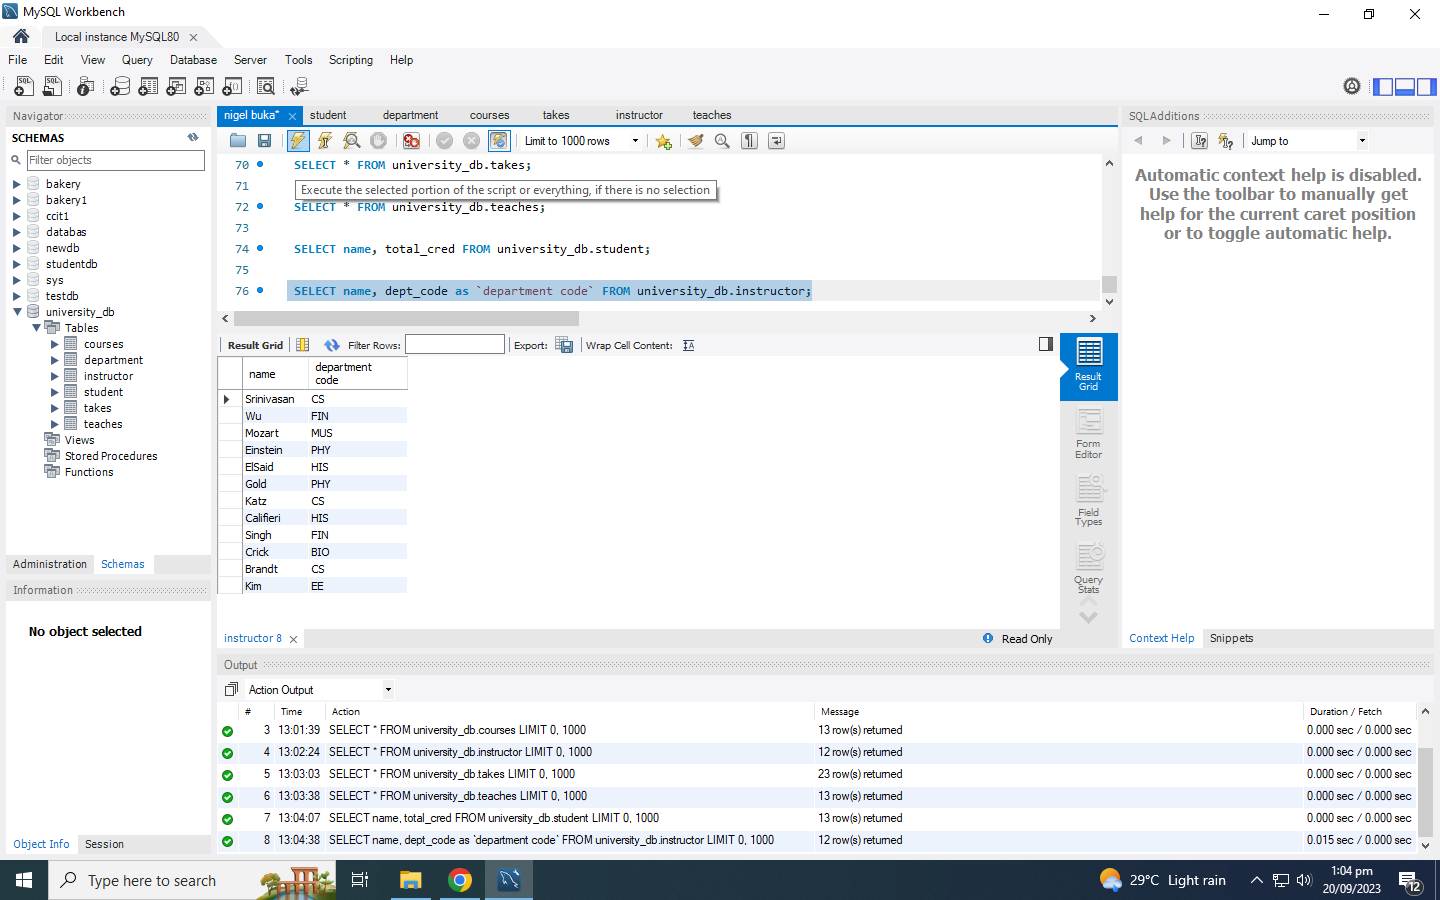 MySQL Workbench
Local instance MySQL80
File Edit View Query Database Server Tools Scripting Help
Navigator
SCHEMAS
Filter objects
bakery
bakery1
ccit1
databas
newdb
studentdb
sys
testdb
university_db
Tables
courses
department
instructor
student
takes
teaches
Views
Stored Procedures
Functions
Administration Schemas
Information
No object selected
Object Info Session
nigel buka* student department courses takes instructor teaches
Limit to 1000 rows
70 SELECT * FROM university_db.takes;
71
Execute the selected portion of the script or everything, if there is no selection
72 SELECT * FROM university_db.teaches;
73
74 SELECT name, total_cred FROM university_db.student;
75
76 SELECT name, dept_code as `department code` FROM university_db.instructor;
Result Grid Filter Rows: Export: Wrap Cell Content:
name department code
Srinivasan CS
Wu FIN
Mozart MUS
Einstein PHY
ElSaid HIS
Gold PHY
Katz CS
Califieri HIS
Singh FIN
Crick BIO
Brandt CS
Kim EE
Result Grid
Form Editor
Field Types
Query Stats
instructor 8
Read Only
SQLAdditions
Jump to
Automatic context help is disabled.
Use the toolbar to manually get
help for the current caret position
or to toggle automatic help.
Context Help Snippets
Output
Action Output
# Time Action Message Duration / Fetch
3 13:01:39 SELECT * FROM university_db.courses LIMIT 0, 1000 13 row(s) returned 0.000 sec / 0.000 sec
4 13:02:24 SELECT * FROM university_db.instructor LIMIT 0, 1000 12 row(s) returned 0.000 sec / 0.000 sec
5 13:03:03 SELECT * FROM university_db.takes LIMIT 0, 1000 23 row(s) returned 0.000 sec / 0.000 sec
6 13:03:38 SELECT * FROM university_db.teaches LIMIT 0, 1000 13 row(s) returned 0.000 sec / 0.000 sec
7 13:04:07 SELECT name, total_cred FROM university_db.student LIMIT 0, 1000 13 row(s) returned 0.000 sec / 0.000 sec
8 13:04:38 SELECT name, dept_code as `department code` FROM university_db.instructor LIMIT 0, 1000 12 row(s) returned 0.015 sec / 0.000 sec
Type here to search
29°C Light rain
1:04 pm
20/09/2023
12